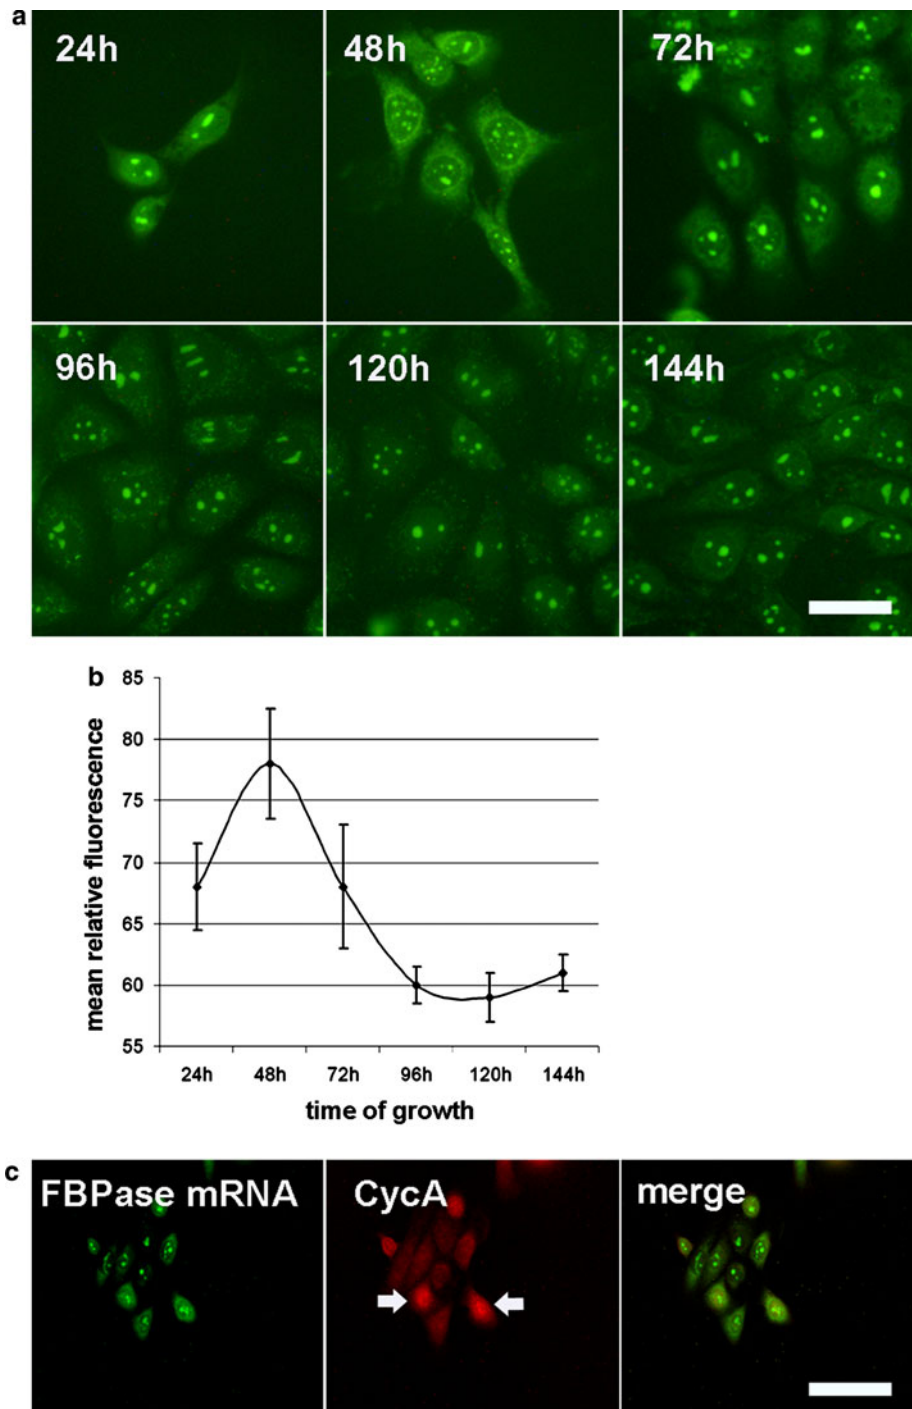 a
24h 48h 72h
96h 120h 144h
b
85
80
75
70
65
60
55
mean relative fluorescence
24h 48h 72h 96h 120h 144h
time of growth
c
FBPase mRNA CycA merge